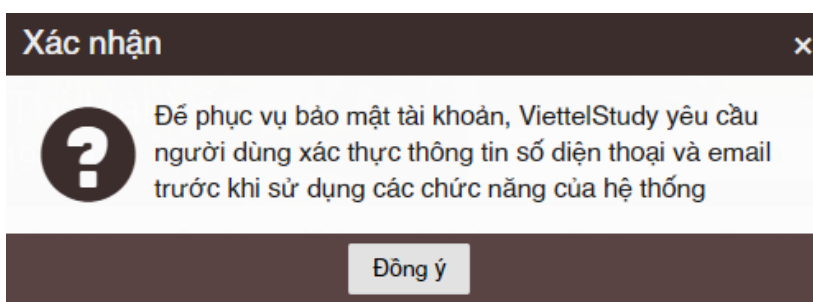 Xác nhận
Để phục vụ bảo mật tài khoản, ViettelStudy yêu cầu
người dùng xác thực thông tin số điện thoại và email
trước khi sử dụng các chức năng của hệ thống
Đồng ý